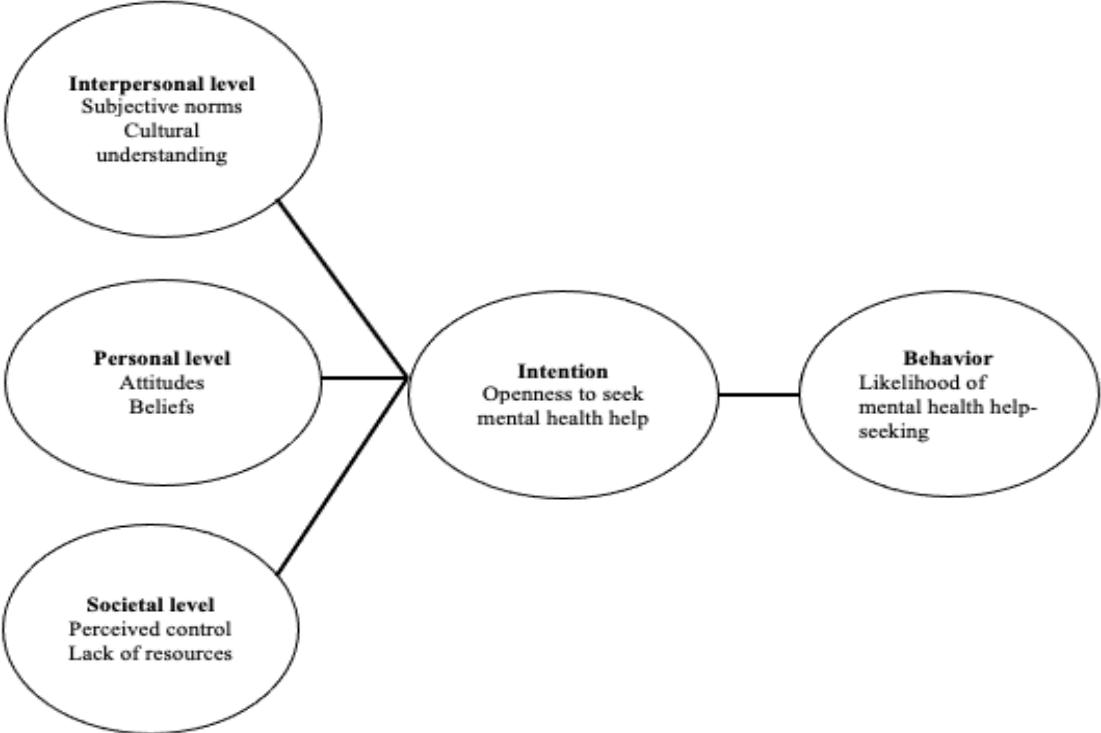 Interpersonal level
Subjective norms
Cultural
understanding
Personal level
Attitudes
Beliefs
Societal level
Perceived control
Lack of resources
Intention
Openness to seek
mental health help
Behavior
Likelihood of
mental health help-
seeking